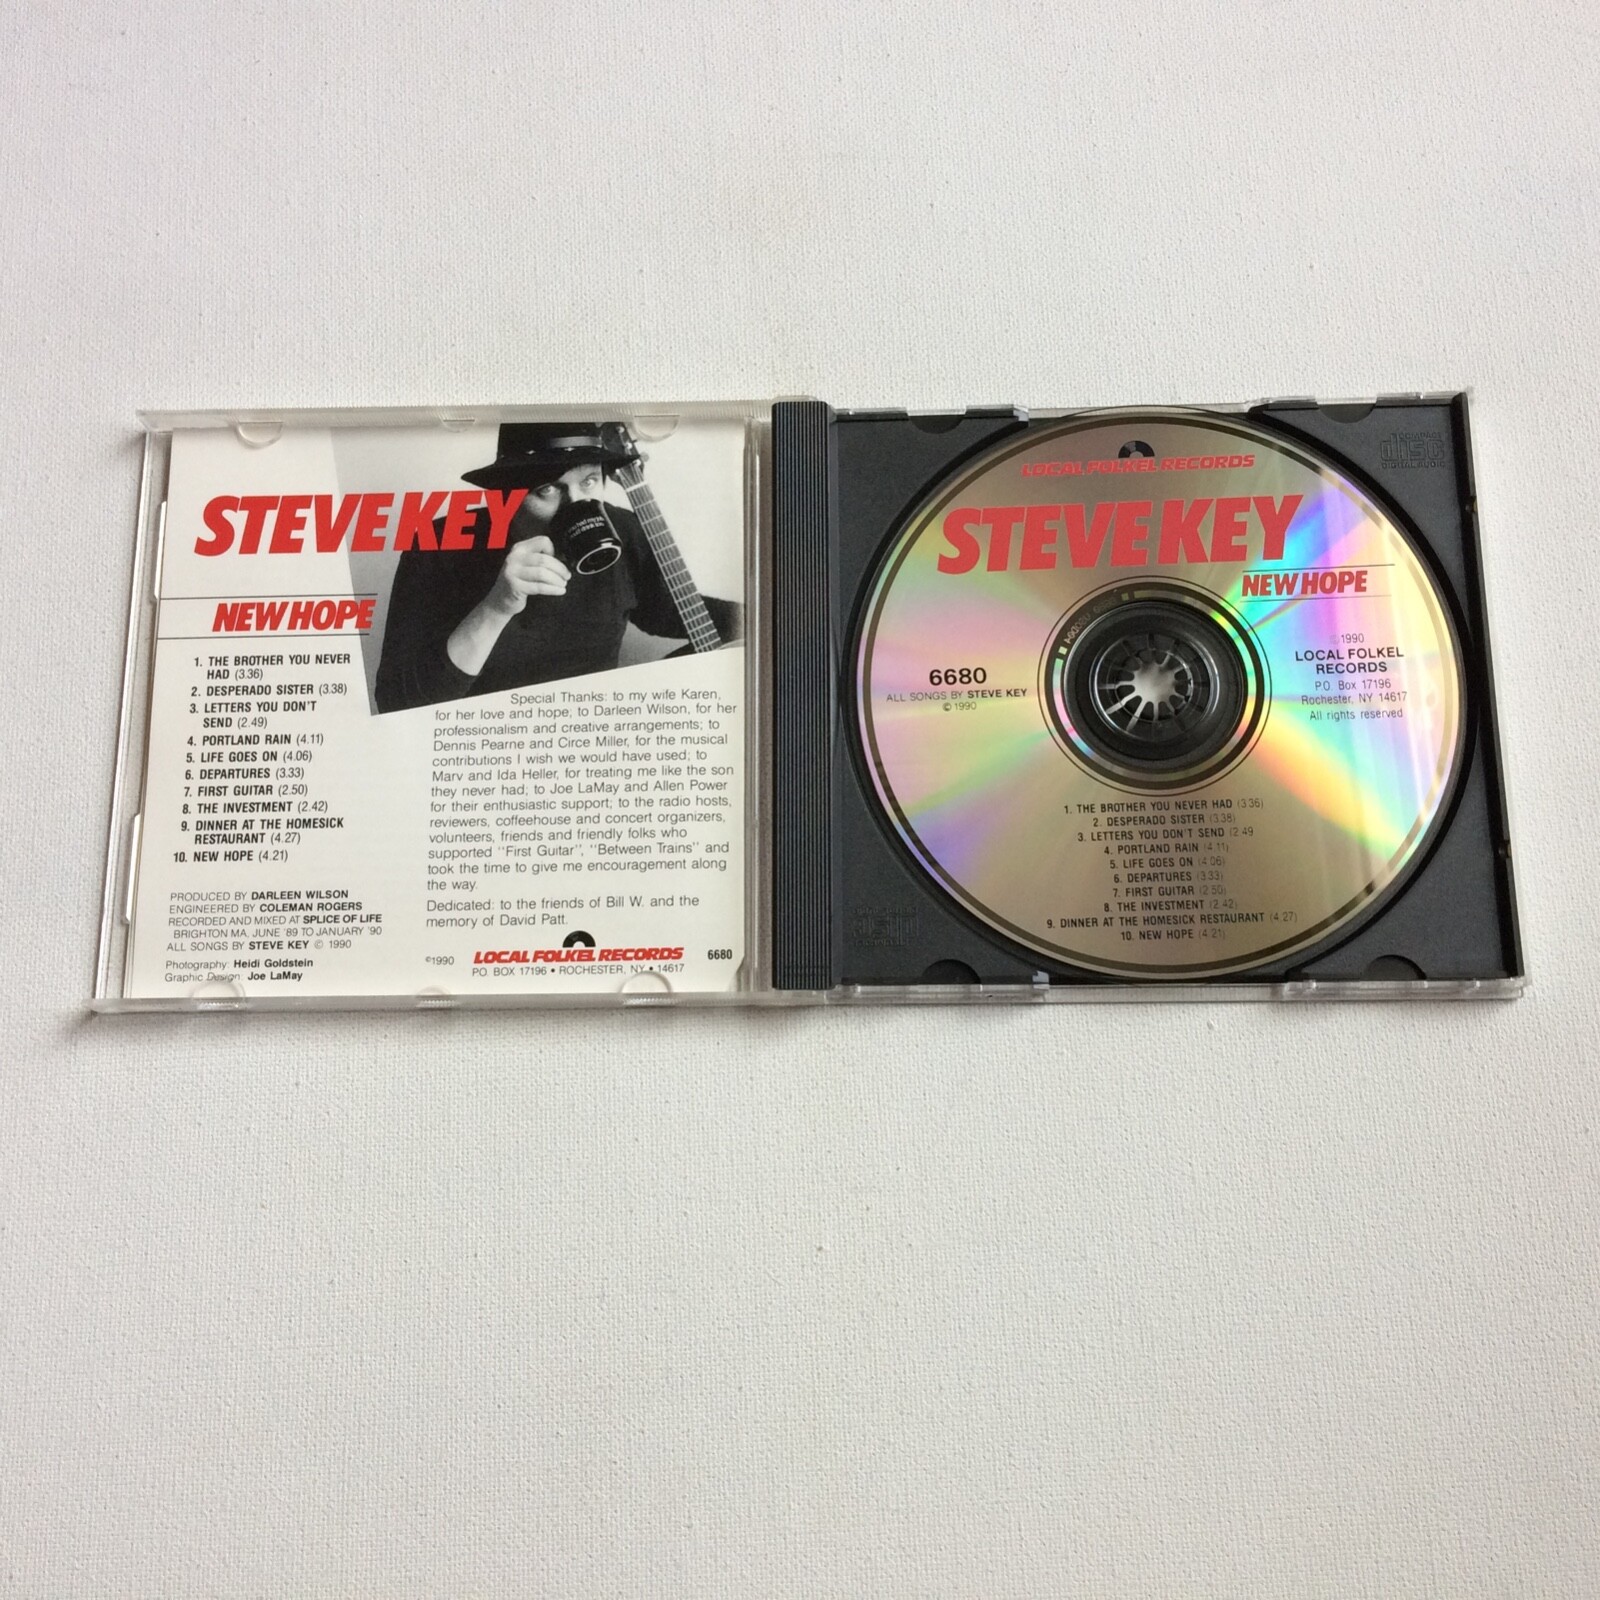 STEVE KEY
NEW HOPE
1. THE BROTHER YOU NEVER
HAD (3.36)
2. DESPERADO SISTER (3.38)
3. LETTERS YOU DON'T
SEND (2.49)
4. PORTLAND RAIN (4.11)
5. LIFE GOES ON (4.06)
6. DEPARTURES (3.33)
7. FIRST GUITAR (2.50)
8. THE INVESTMENT (2.42)
9. DINNER AT THE HOMESICK
RESTAURANT (4.27)
10. NEW HOPE (4.21)
PRODUCED BY DARLEEN WILSON
ENGINEERED BY COLEMAN ROGERS
RECORDED AND MIXED AT SPLICE OF LIFE
BRIGHTON MA. JUNE '89 TO JANUARY '90
ALL SONGS BY STEVE KEY © 1990
Photography: Heidi Goldstein
Graphic Design: Joe LaMay
Special Thanks: to my wife Karen,
for her love and hope; to Darleen Wilson, for her
professionalism and creative arrangements; to
Dennis Pearne and Circe Miller, for the musical
contributions I wish we would have used; to
Marv and Ida Heller, for treating me like the son
they never had; to Joe LaMay and Allen Power
for their enthusiastic support; to the radio hosts,
reviewers, coffeehouse and concert organizers,
volunteers, friends and friendly folks who
supported ''First Guitar'', ''Between Trains'' and
took the time to give me encouragement along
the way.
Dedicated: to the friends of Bill W. and the
memory of David Patt.
©1990 LOCAL FOLKEL RECORDS 6680
P.O. BOX 17196 • ROCHESTER, NY • 14617
LOCAL FOLKEL RECORDS
STEVE KEY
NEW HOPE
6680
ALL SONGS BY STEVE KEY
© 1990
©1990
LOCAL FOLKEL
RECORDS
P.O. Box 17196
Rochester, NY 14617
All rights reserved
1. THE BROTHER YOU NEVER HAD (3.36)
2. DESPERADO SISTER (3.38)
3. LETTERS YOU DON'T SEND (2.49
4. PORTLAND RAIN (4.11)
5. LIFE GOES ON (4.06)
6. DEPARTURES (3.33)
7. FIRST GUITAR (2.50)
8. THE INVESTMENT (2.42)
9. DINNER AT THE HOMESICK RESTAURANT (4.27)
10. NEW HOPE (4.21)
COMPACT
disc
DIGITAL AUDIO